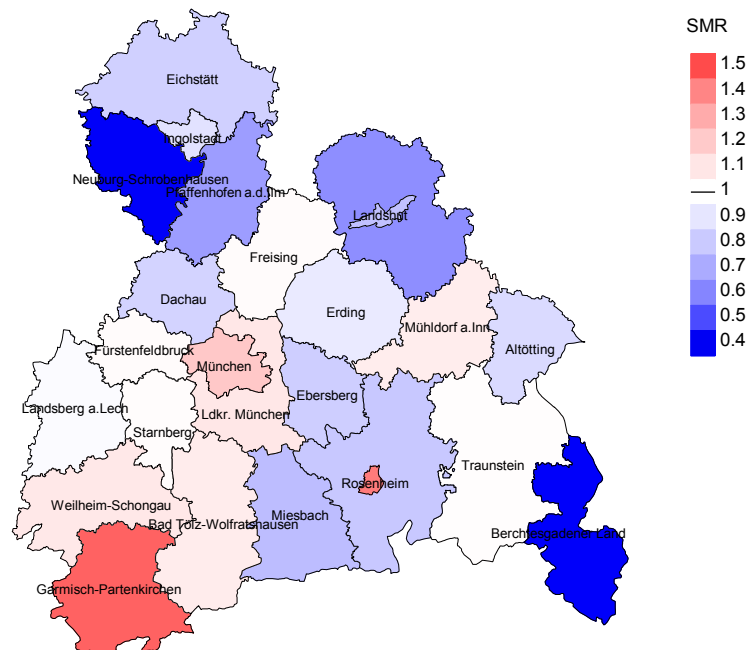 SMR
1.5
1.4
1.3
1.2
1.1
1
0.9
0.8
0.7
0.6
0.5
0.4
Eichstätt
Ingolstadt
Neuburg-Schrobenhausen
Pfaffenhofen a.d.Ilm
Landshut
Freising
Dachau
Erding
Mühldorf a.Inn
Altötting
Fürstenfeldbruck
München
Ebersberg
Landsberg a.Lech
Ldkr. München
Starnberg
Traunstein
Rosenheim
Weilheim-Schongau
Miesbach
Bad Tölz-Wolfratshausen
Berchtesgadener Land
Garmisch-Partenkirchen